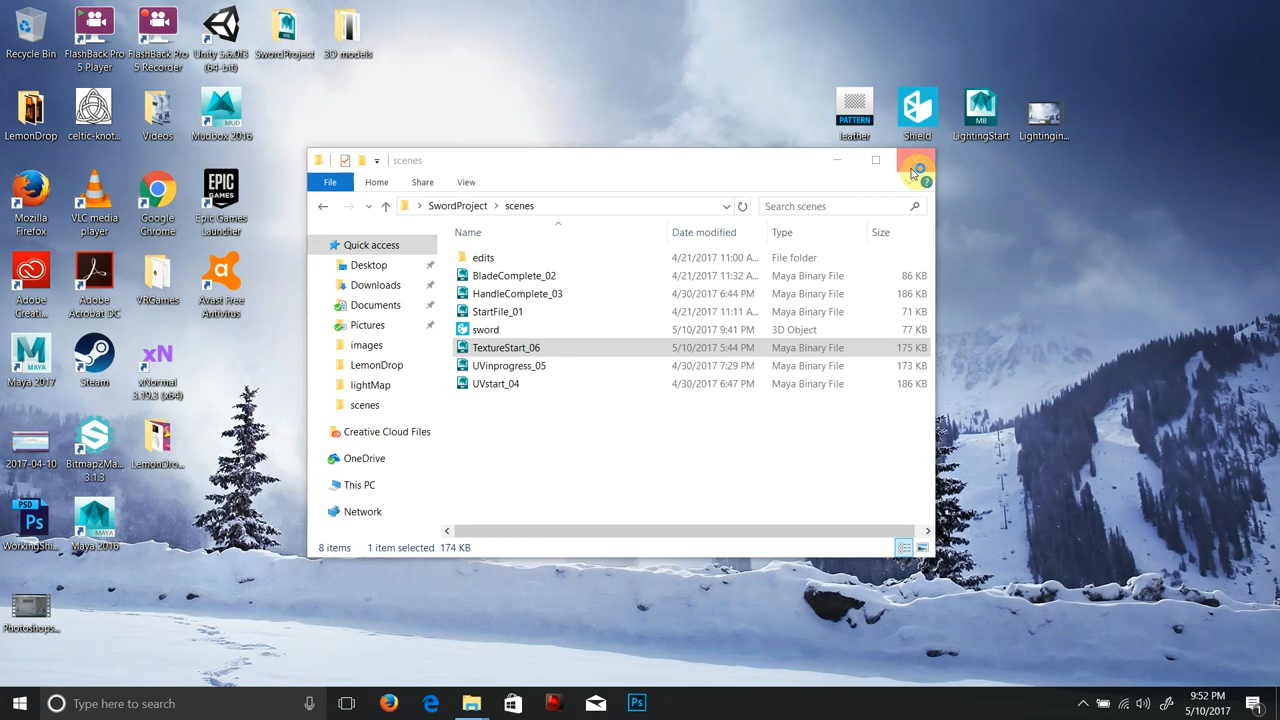 Recycle Bin
FlashBack Pro 5 Player
FlashBack Pro 5 Recorder
Unity 5.6.0f3 (64-bit)
SwordProject
3D models
LemonDrop
celtic-knot...
Videos
MUD
Mudbox 2016
PATTERN
leather
Shield
MB
LightingStart
Lightingin...
Mozilla Firefox
VLC media player
Google Chrome
EPIC GAMES
Epic Games Launcher
Adobe Creati...
Adobe Acrobat DC
VRGames
Avast Free Antivirus
Maya 2017
Steam
xN
xNormal 3.19.3 (x64)
2017-04-10
Bitmap2Ma... 3.1.3
LemonDro...
PSD
Ps
WorkingShi...
MAYA
Maya 2016
Photoshops...
scenes
File
Home
Share
View
SwordProject
scenes
Search scenes
Name
Date modified
Type
Size
Quick access
Desktop
Downloads
Documents
Pictures
images
LemonDrop
lightMap
scenes
Creative Cloud Files
OneDrive
This PC
Network
edits 4/21/2017 11:00 A... File folder
BladeComplete_02 4/21/2017 11:32 A... Maya Binary File 86 KB
HandleComplete_03 4/30/2017 6:44 PM Maya Binary File 186 KB
StartFile_01 4/21/2017 11:11 A... Maya Binary File 71 KB
sword 5/10/2017 9:41 PM 3D Object 77 KB
TextureStart_06 5/10/2017 5:44 PM Maya Binary File 175 KB
UVinprogress_05 4/30/2017 7:29 PM Maya Binary File 173 KB
UVstart_04 4/30/2017 6:47 PM Maya Binary File 186 KB
8 items 1 item selected 174 KB
Type here to search
Ps
9:52 PM
5/10/2017
1